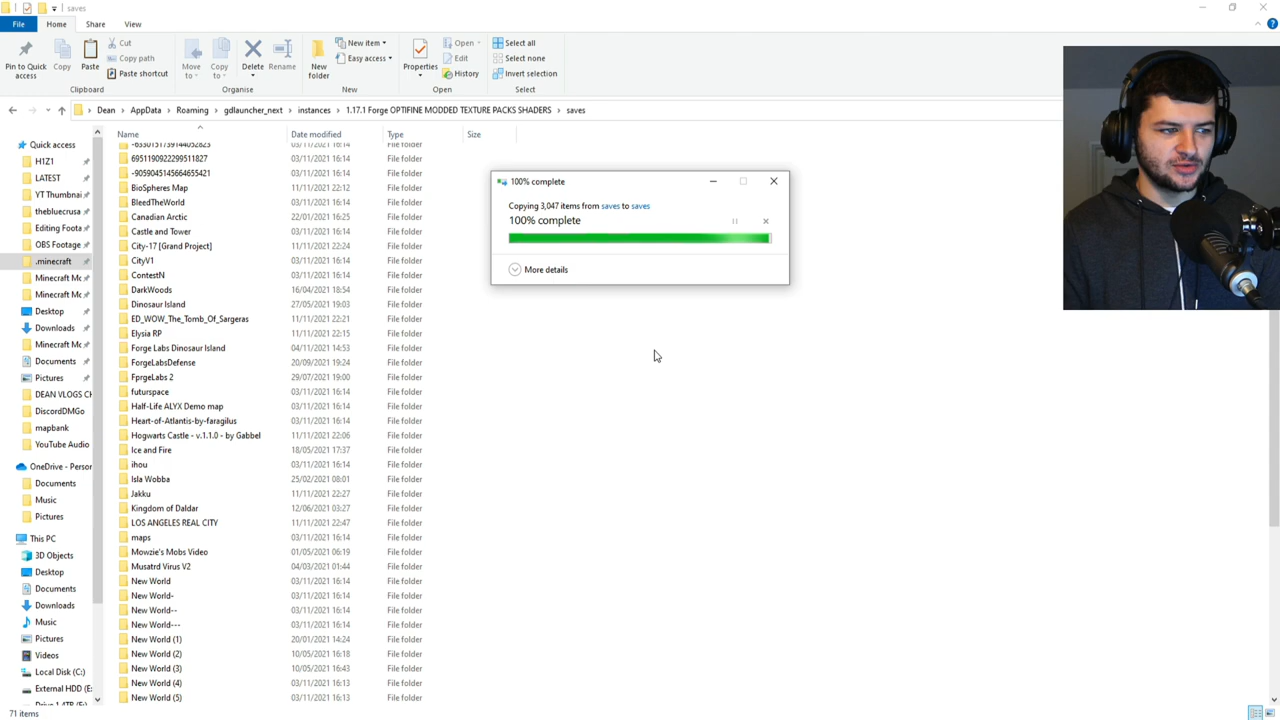 saves
File
Home
Share
View
Pin to Quick access
Copy
Paste
Cut
Copy path
Paste shortcut
Clipboard
Move to
Copy to
Delete
Rename
Organise
New folder
New item
Easy access
New
Properties
Open
Edit
History
Open
Select all
Select none
Invert selection
Select
Dean > AppData > Roaming > gdlauncher_next > instances > 1.17.1 Forge OPTIFINE MODDED TEXTURE PACKS SHADERS > saves
Name Date modified Type Size
Quick access
H1Z1
LATEST
YT Thumbnai
thebluecrusa
Editing Foota
OBS Footage
.minecraft
Minecraft Mc
Minecraft Mc
Desktop
Downloads
Minecraft Mc
Documents
Pictures
DEAN VLOGS CH
DiscordDMGo
mapbank
YouTube Audio
OneDrive - Person
Documents
Music
Pictures
This PC
3D Objects
Desktop
Documents
Downloads
Music
Pictures
Videos
Local Disk (C:)
External HDD (E:
-6330151739144052823 03/11/2021 16:14 File folder
6951190922299511827 03/11/2021 16:14 File folder
-9059045145664655421 03/11/2021 16:14 File folder
BioSpheres Map 11/11/2021 22:12 File folder
BleedTheWorld 03/11/2021 16:14 File folder
Canadian Arctic 22/01/2021 16:25 File folder
Castle and Tower 03/11/2021 16:14 File folder
City-17 [Grand Project] 11/11/2021 22:24 File folder
CityV1 03/11/2021 16:14 File folder
ContestN 03/11/2021 16:14 File folder
DarkWoods 16/04/2021 18:54 File folder
Dinosaur Island 27/05/2021 19:03 File folder
ED_WOW_The_Tomb_Of_Sargeras 11/11/2021 22:21 File folder
Elysia RP 11/11/2021 22:15 File folder
Forge Labs Dinosaur Island 04/11/2021 14:53 File folder
ForgeLabsDefense 20/09/2021 19:24 File folder
FprgeLabs 2 29/07/2021 19:00 File folder
futurspace 03/11/2021 16:14 File folder
Half-Life ALYX Demo map 03/11/2021 16:14 File folder
Heart-of-Atlantis-by-faragilus 03/11/2021 16:14 File folder
Hogwarts Castle - v.1.1.0 - by Gabbel 11/11/2021 22:06 File folder
Ice and Fire 18/05/2021 17:37 File folder
ihou 03/11/2021 16:14 File folder
Isla Wobba 25/02/2021 08:01 File folder
Jakku 11/11/2021 22:27 File folder
Kingdom of Daldar 12/06/2021 03:27 File folder
LOS ANGELES REAL CITY 11/11/2021 22:47 File folder
maps 03/11/2021 16:14 File folder
Mowzie's Mobs Video 01/05/2021 06:19 File folder
Musatrd Virus V2 04/03/2021 01:44 File folder
New World 03/11/2021 16:14 File folder
New World- 03/11/2021 16:14 File folder
New World-- 03/11/2021 16:14 File folder
New World--- 03/11/2021 16:14 File folder
New World (1) 20/01/2021 14:24 File folder
New World (2) 10/05/2021 16:18 File folder
New World (3) 10/05/2021 16:43 File folder
New World (4) 03/11/2021 16:13 File folder
New World (5) 03/11/2021 16:13 File folder
100% complete
Copying 3,047 items from saves to saves
100% complete
More details
71 items